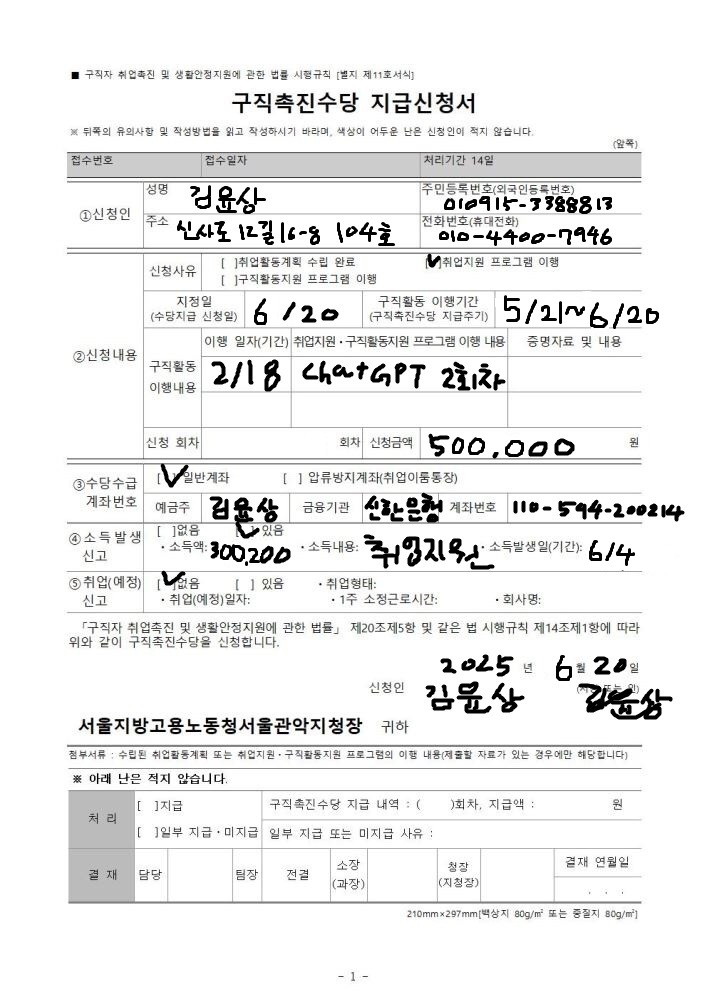 ■ 구직자 취업촉진 및 생활안정지원에 관한 법률 시행규칙 [별지 제11호서식]
구직촉진수당 지급신청서
※ 뒤쪽의 유의사항 및 작성방법을 읽고 작성하시기 바라며, 색상이 어두운 난은 신청인이 적지 않습니다.
(앞쪽)
접수번호 접수일자 처리기간 14일
①신청인 성명 김윤상 주민등록번호(외국인등록번호) 010915-3388813
주소 신사로12길16-8 104호 전화번호(휴대전화) 010-4400-7946
②신청내용 신청사유 [ ]취업활동계획 수립 완료 [✓]취업지원 프로그램 이행
[ ]구직활동지원 프로그램 이행
지정일 (수당지급 신청일) 6/20 구직활동 이행기간 (구직촉진수당 지급주기) 5/21~6/20
구직활동 이행내용 이행 일자(기간) 취업지원·구직활동지원 프로그램 이행 내용 증명자료 및 내용
2/18 ChatGPT 2회차
신청 회차 회차 신청금액 500,000 원
③수당수급 계좌번호 [✓]일반계좌 [ ] 압류방지계좌(취업이룸통장)
예금주 김윤상 금융기관 신한은행 계좌번호 110-594-200214
④소득발생 신고 [ ]없음 [✓] 있음
·소득액: 300,200 ·소득내용: 취업지원 ·소득발생일(기간): 6/4
⑤취업(예정) 신고 [✓]없음 [ ] 있음 ·취업형태:
·취업(예정)일자: ·1주 소정근로시간: ·회사명:
「구직자 취업촉진 및 생활안정지원에 관한 법률」 제20조제5항 및 같은 법 시행규칙 제14조제1항에 따라
위와 같이 구직촉진수당을 신청합니다.
2025 년 6월 20일
신청인 김윤상 (서명 또는 인) 김윤상
서울지방고용노동청서울관악지청장 귀하
첨부서류 : 수립된 취업활동계획 또는 취업지원·구직활동지원 프로그램의 이행 내용(제출할 자료가 있는 경우에만 해당합니다)
※ 아래 난은 적지 않습니다.
처 리 [ ]지급 구직촉진수당 지급 내역 : ( )회차, 지급액 : 원
[ ]일부 지급·미지급 일부 지급 또는 미지급 사유 :
결 재 담당 팀장 전결 소장 (과장) 청장 (지청장) 결재 연월일
. . .
210mm×297mm[백상지 80g/㎡ 또는 중질지 80g/㎡]
- 1 -